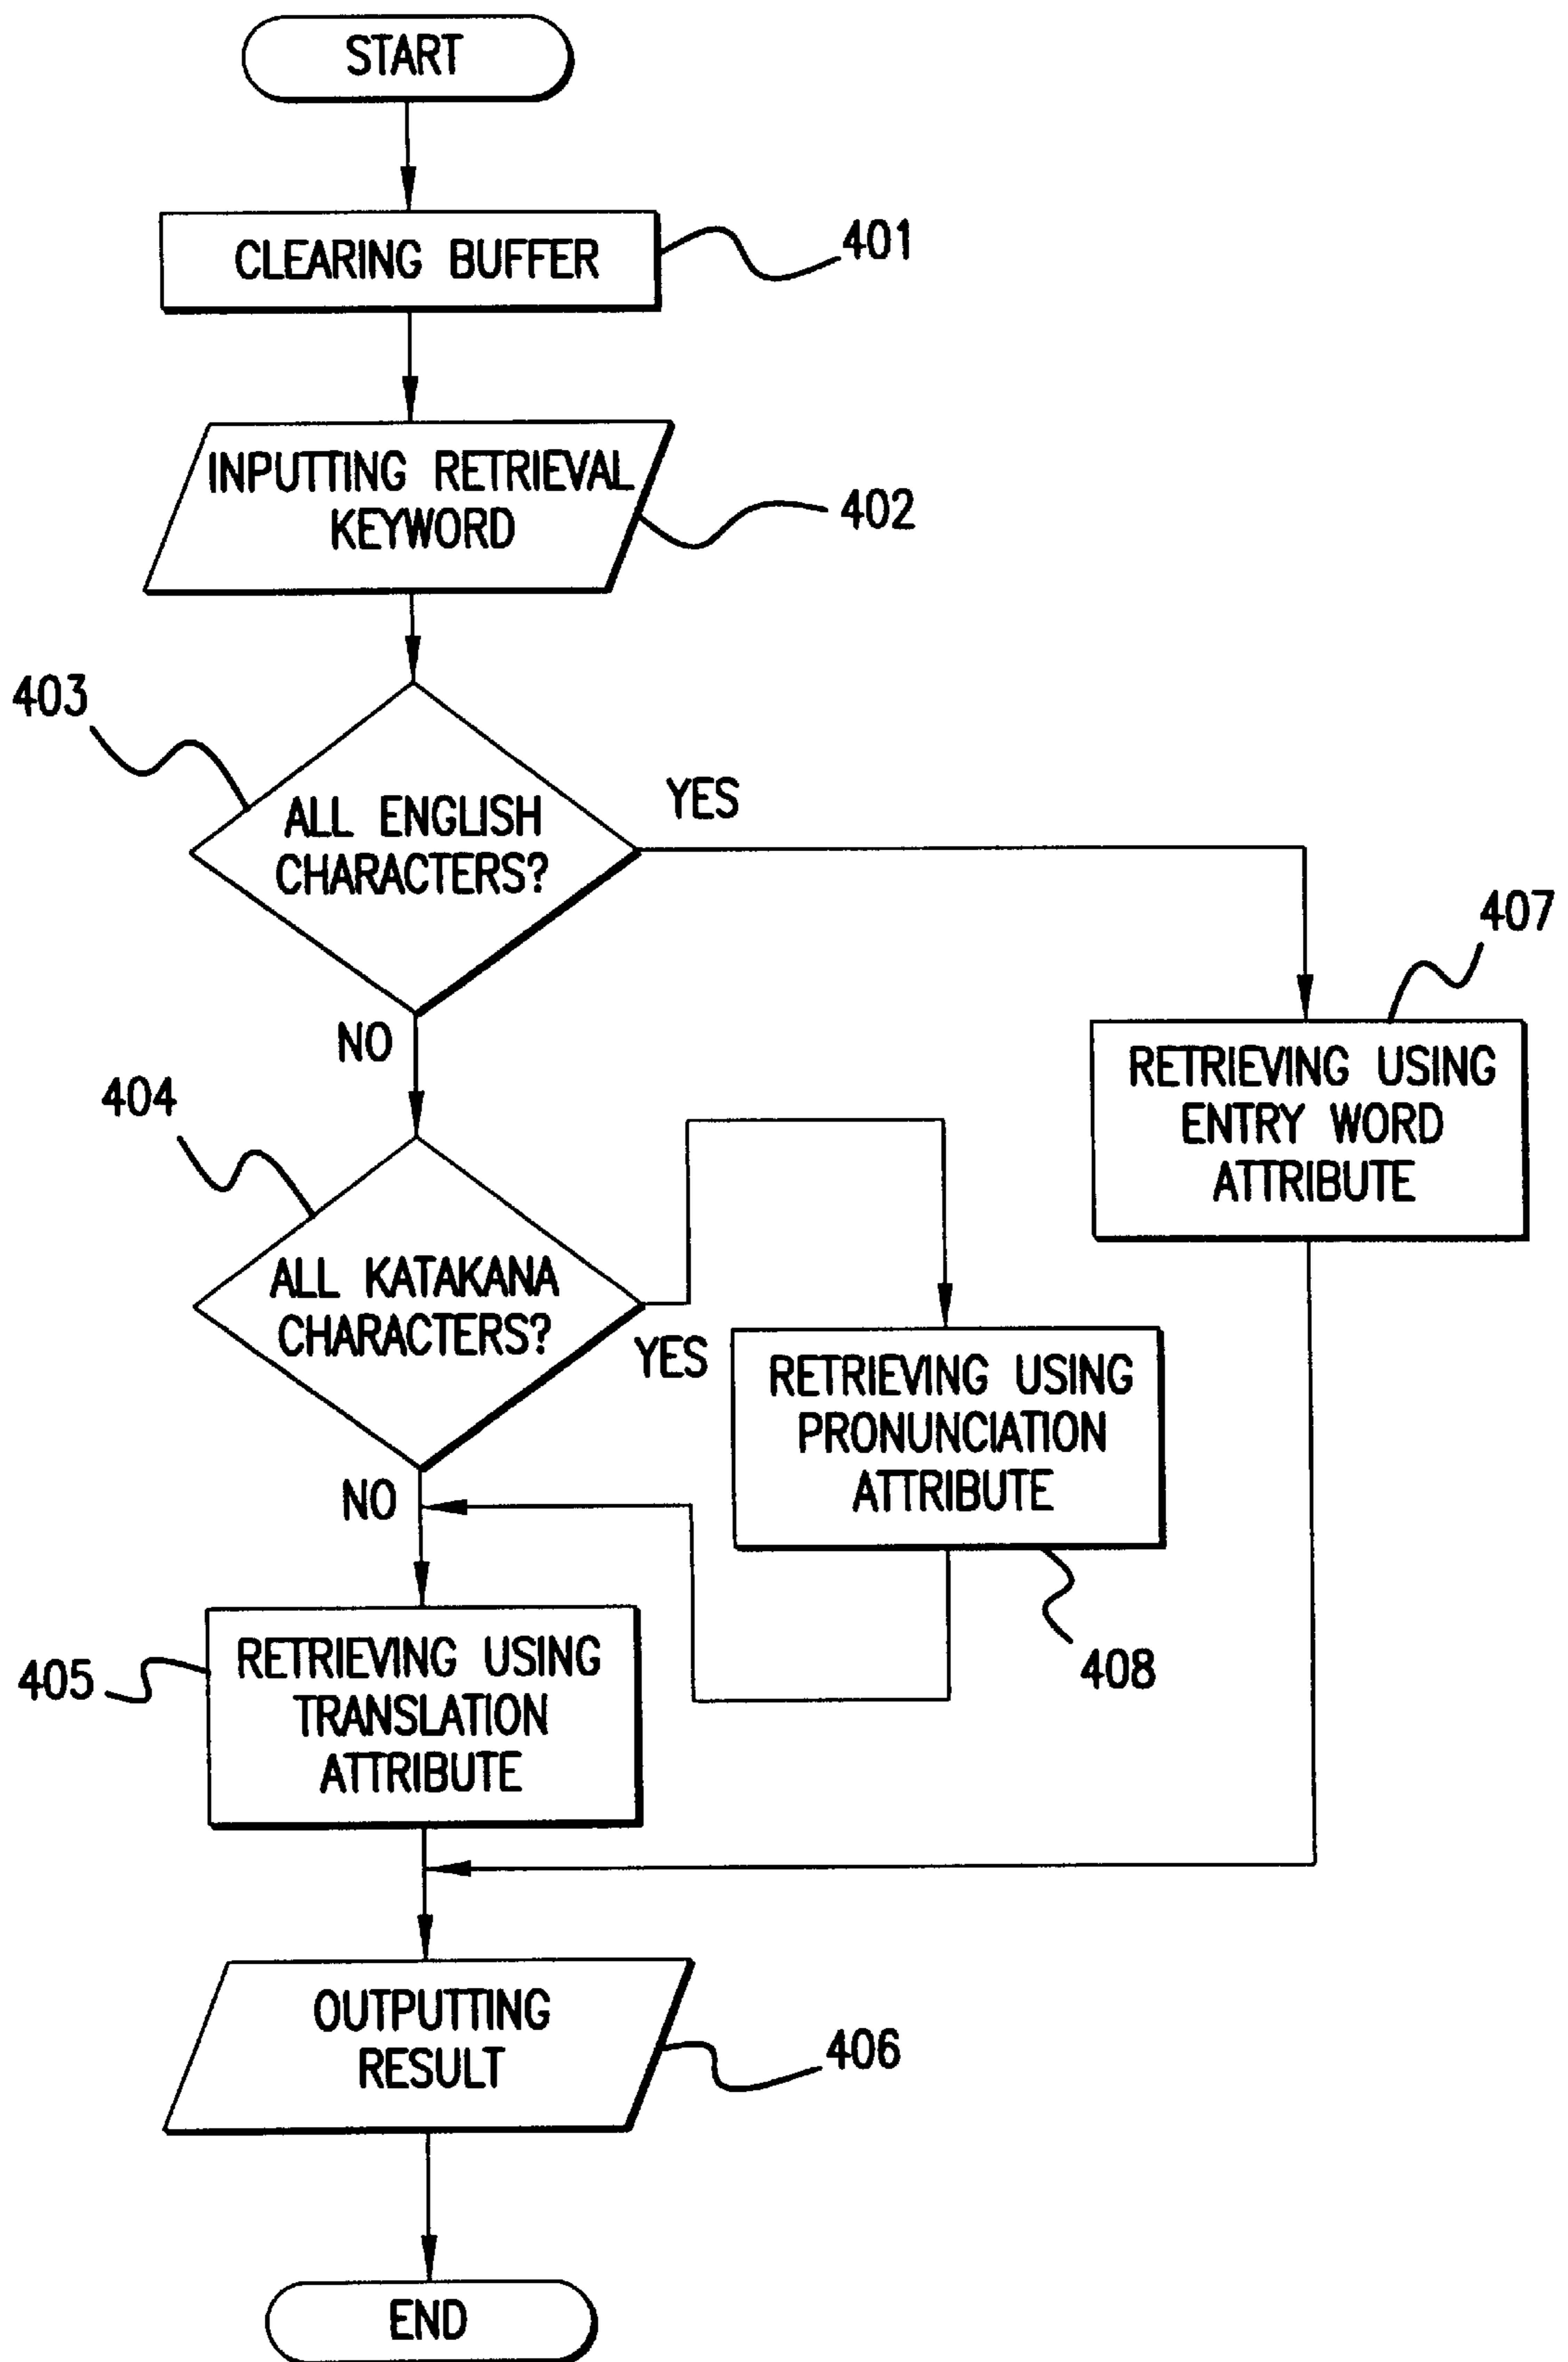 START
CLEARING BUFFER
401
INPUTTING RETRIEVAL
KEYWORD
402
403
ALL ENGLISH
CHARACTERS?
YES
NO
407
RETRIEVING USING
ENTRY WORD
ATTRIBUTE
404
ALL KATAKANA
CHARACTERS?
YES
NO
RETRIEVING USING
PRONUNCIATION
ATTRIBUTE
408
405
RETRIEVING USING
TRANSLATION
ATTRIBUTE
OUTPUTTING
RESULT
406
END